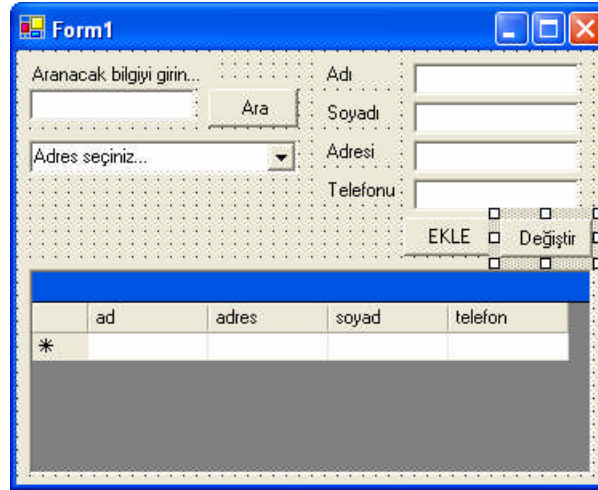 Form1
Aranacak bilgiyi girin...
Ara
Adres seçiniz...
Adı
Soyadı
Adresi
Telefonu
EKLE
Değiştir
ad adres soyad telefon